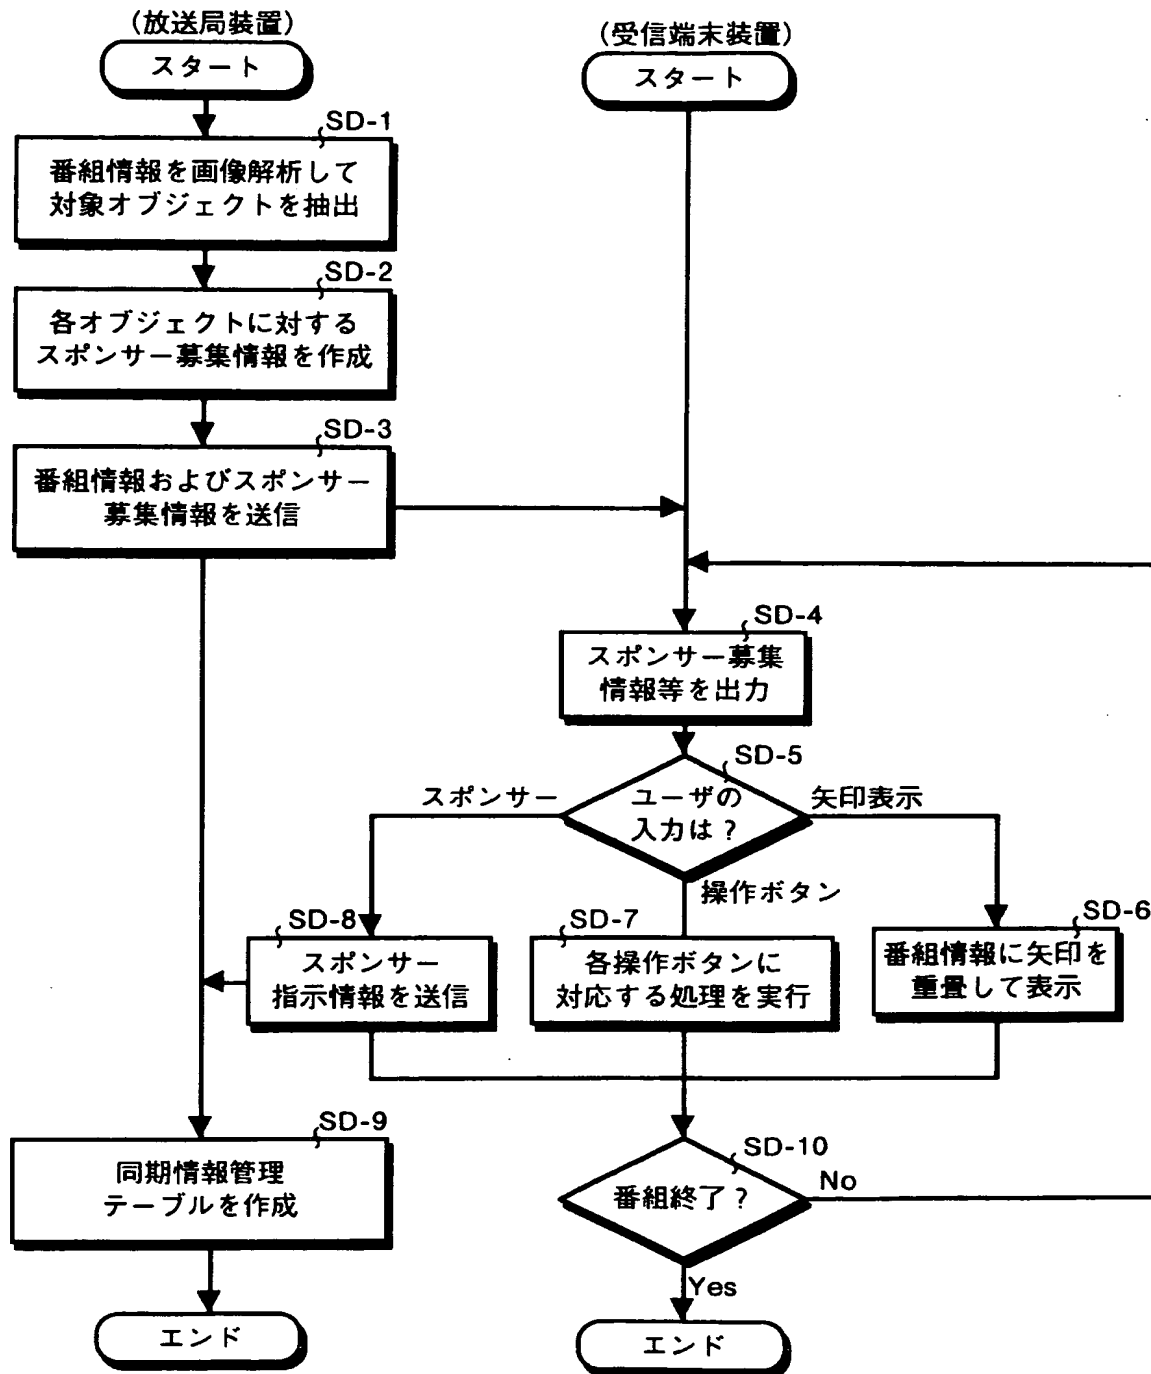 (放送局装置)
スタート
SD-1
番組情報を画像解析して
対象オブジェクトを抽出
SD-2
各オブジェクトに対する
スポンサー募集情報を作成
SD-3
番組情報およびスポンサー
募集情報を送信
(受信端末装置)
スタート
SD-4
スポンサー募集
情報等を出力
SD-5
ユーザの
入力は?
スポンサー
矢印表示
操作ボタン
SD-8
スポンサー
指示情報を送信
SD-7
各操作ボタンに
対応する処理を実行
SD-6
番組情報に矢印を
重畳して表示
SD-9
同期情報管理
テーブルを作成
エンド
SD-10
番組終了?
No
Yes
エンド